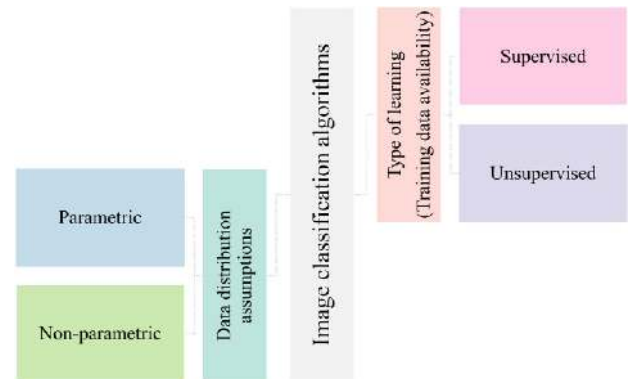 Supervised
Unsupervised
Type of learning
(Training data availability)
Image classification algorithms
Data distribution
assumptions
Parametric
Non-parametric